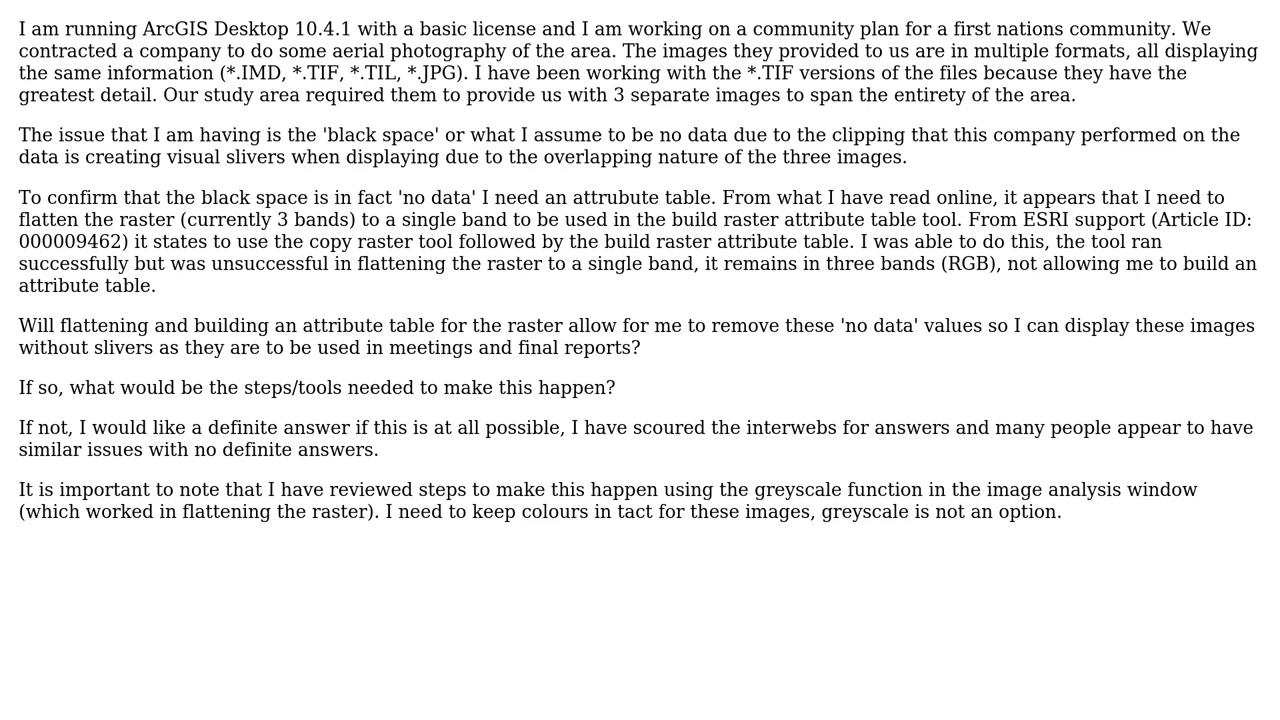 I am running ArcGIS Desktop 10.4.1 with a basic license and I am working on a community plan for a first nations community. We
contracted a company to do some aerial photography of the area. The images they provided to us are in multiple formats, all displaying
the same information (*.IMD, *.TIF, *.TIL, *.JPG). I have been working with the *.TIF versions of the files because they have the
greatest detail. Our study area required them to provide us with 3 separate images to span the entirety of the area.
The issue that I am having is the 'black space' or what I assume to be no data due to the clipping that this company performed on the
data is creating visual slivers when displaying due to the overlapping nature of the three images.
To confirm that the black space is in fact 'no data' I need an attrubute table. From what I have read online, it appears that I need to
flatten the raster (currently 3 bands) to a single band to be used in the build raster attribute table tool. From ESRI support (Article ID:
000009462) it states to use the copy raster tool followed by the build raster attribute table. I was able to do this, the tool ran
successfully but was unsuccessful in flattening the raster to a single band, it remains in three bands (RGB), not allowing me to build an
attribute table.
Will flattening and building an attribute table for the raster allow for me to remove these 'no data' values so I can display these images
without slivers as they are to be used in meetings and final reports?
If so, what would be the steps/tools needed to make this happen?
If not, I would like a definite answer if this is at all possible, I have scoured the interwebs for answers and many people appear to have
similar issues with no definite answers.
It is important to note that I have reviewed steps to make this happen using the greyscale function in the image analysis window
(which worked in flattening the raster). I need to keep colours in tact for these images, greyscale is not an option.